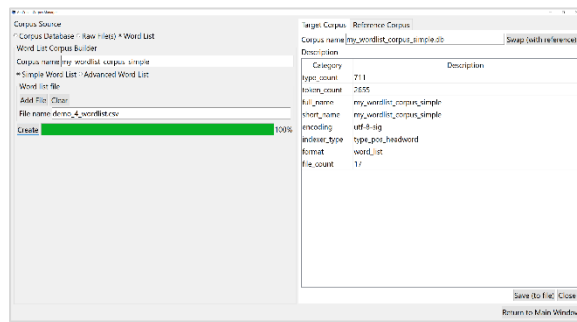 Corpus Source
Corpus Database Raw File(s) Word List
Word List Corpus Builder
Corpus name my_wordlist_corpus_simple
Simple Word List Advanced Word List
Word list file
Add File Clear
File name demo_4_wordlist.csv
Create 100%
Target Corpus Reference Corpus
Corpus name my_wordlist_corpus_simple.db Swap (with reference)
Description
Category Description
type_count 711
token_count 2655
full_name my_wordlist_corpus_simple
short_name my_wordlist_corpus_simple
encoding utf-8-sig
indexer_type type_pos_headword
format word_list
file_count 17
Save (to file) Close
Return to Main Window